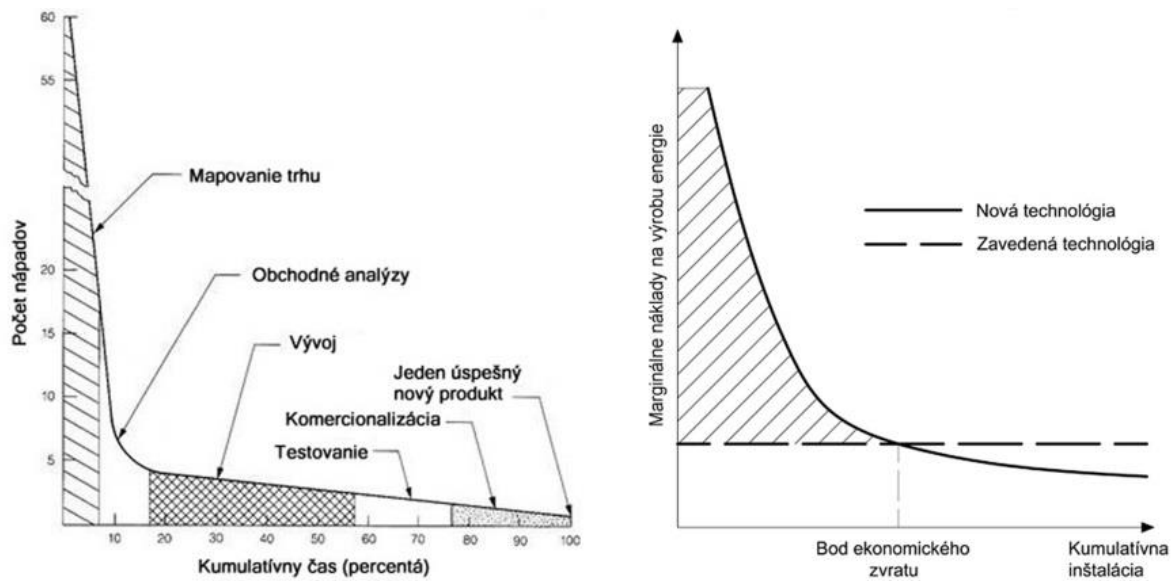 60
55
20
15
10
5
Počet nápadov
Mapovanie trhu
Obchodné analýzy
Vývoj
Jeden úspešný
nový produkt
Komercionalizácia
Testovanie
10 20 30 40 50 60 70 80 90 100
Kumulatívny čas (percentá)
Marginálne náklady na výrobu energie
Nová technológia
Zavedená technológia
Bod ekonomického
zvratu
Kumulatívna
inštalácia